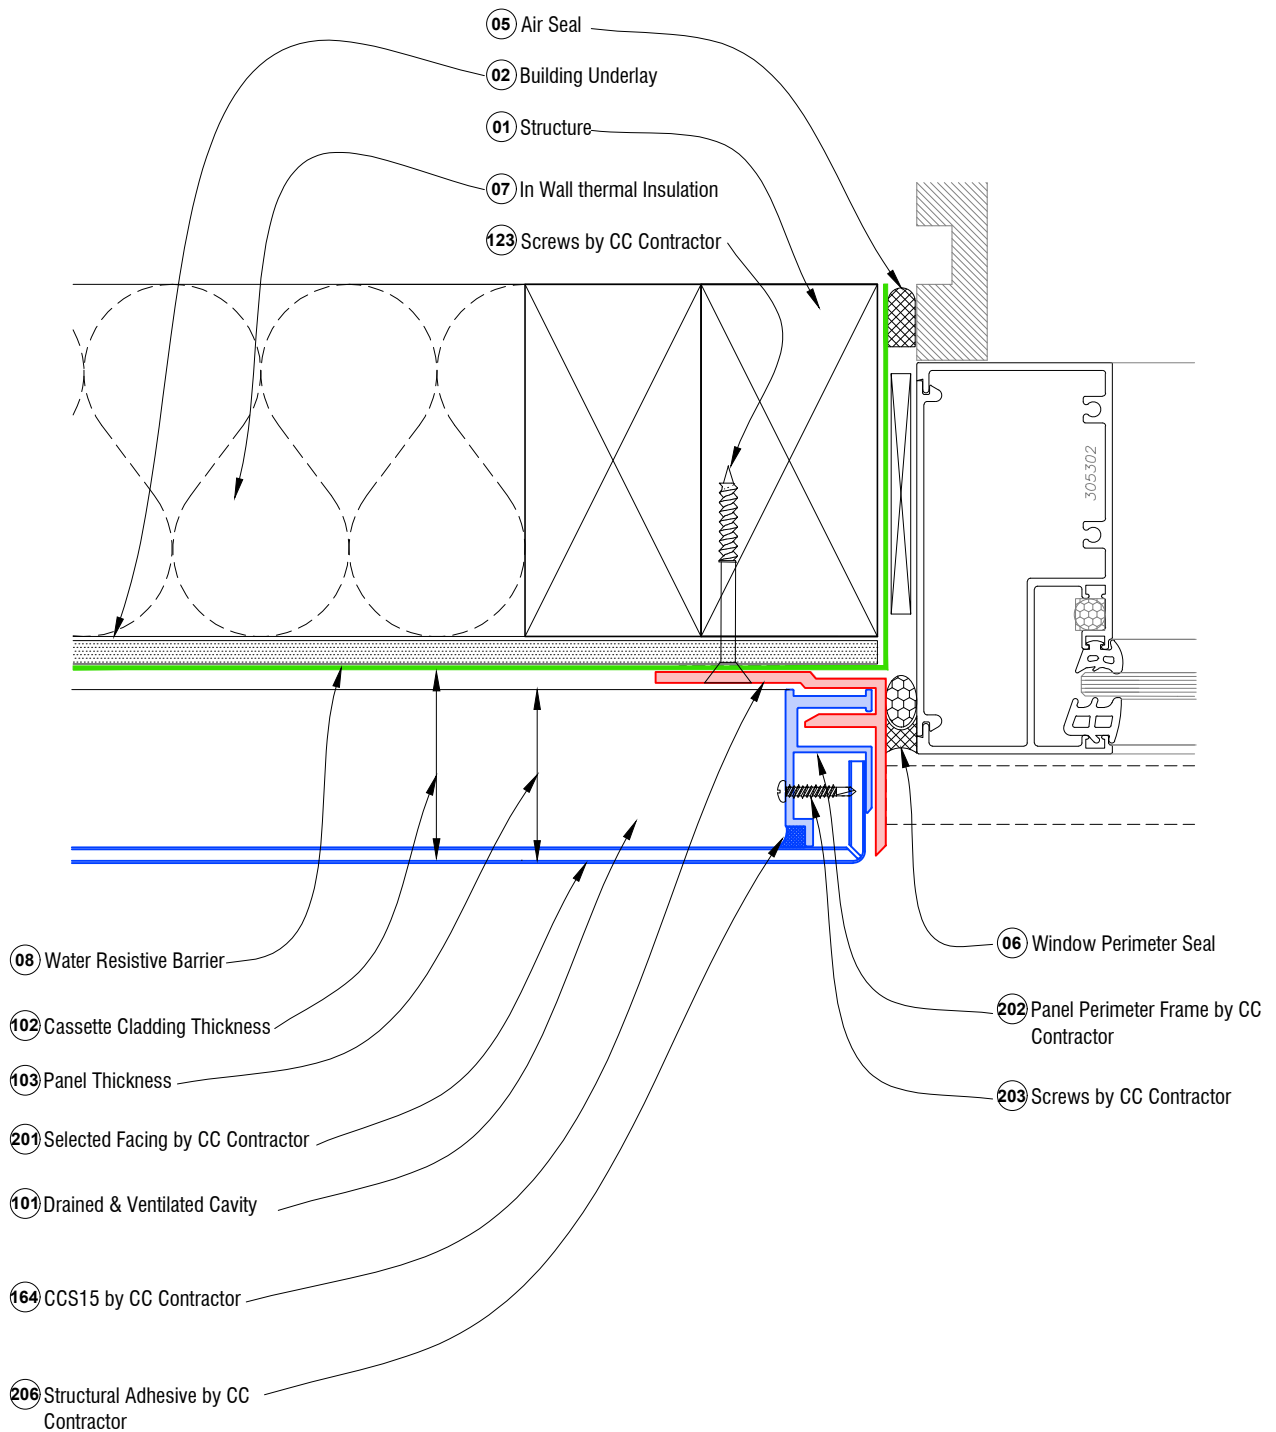 05 Air Seal
02 Building Underlay
01 Structure
07 In Wall thermal Insulation
123 Screws by CC Contractor
305302
08 Water Resistive Barrier
102 Cassette Cladding Thickness
103 Panel Thickness
201 Selected Facing by CC Contractor
101 Drained & Ventilated Cavity
164 CCS15 by CC Contractor
206 Structural Adhesive by CC
Contractor
06 Window Perimeter Seal
202 Panel Perimeter Frame by CC
Contractor
203 Screws by CC Contractor